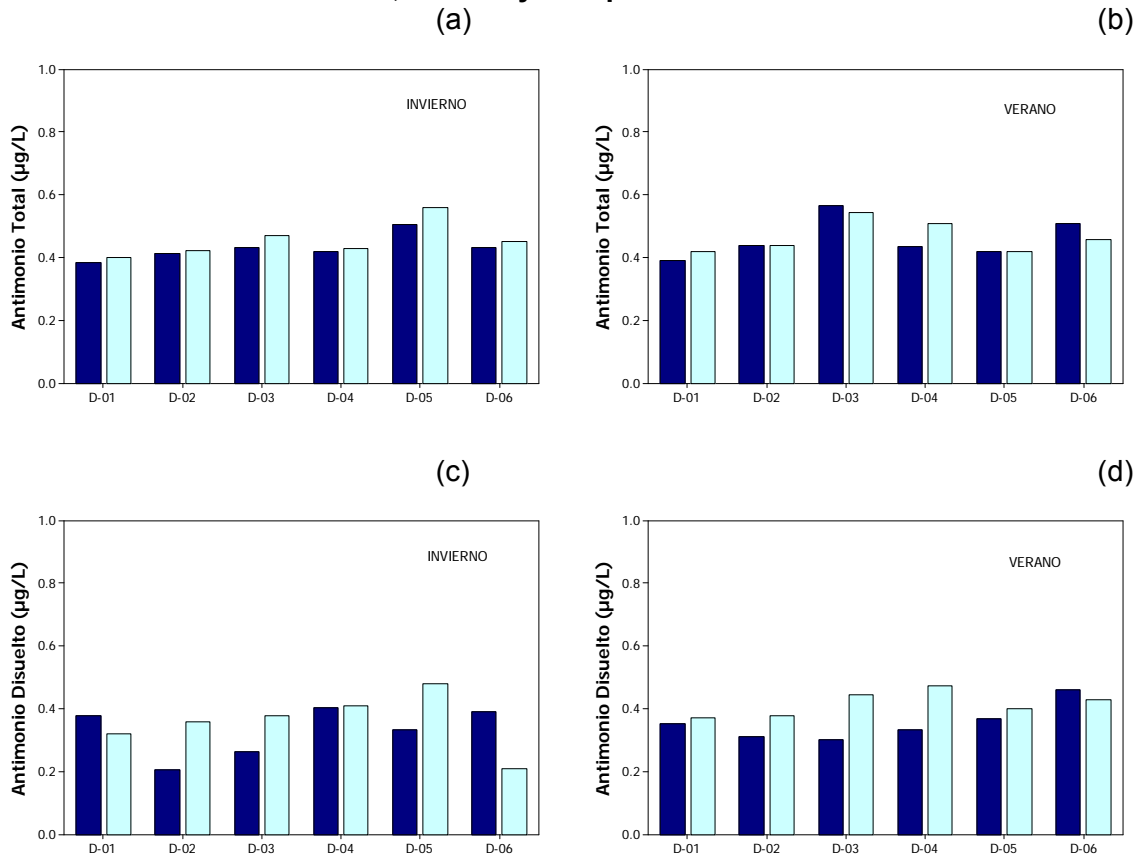 (a)
1.0
0.8
0.6
0.4
0.2
0.0
Antimonio Total (µg/L)
INVIERNO
D-01 D-02 D-03 D-04 D-05 D-06
(b)
1.0
0.8
0.6
0.4
0.2
0.0
Antimonio Total (µg/L)
VERANO
D-01 D-02 D-03 D-04 D-05 D-06
(c)
1.0
0.8
0.6
0.4
0.2
0.0
Antimonio Disuelto (µg/L)
INVIERNO
D-01 D-02 D-03 D-04 D-05 D-06
(d)
1.0
0.8
0.6
0.4
0.2
0.0
Antimonio Disuelto (µg/L)
VERANO
D-01 D-02 D-03 D-04 D-05 D-06